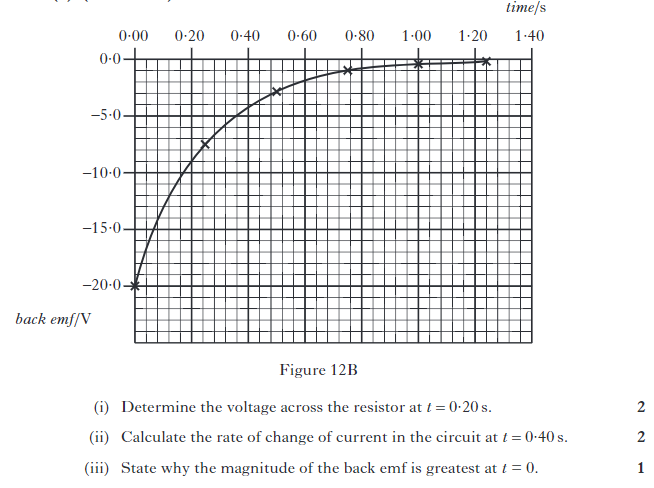 time/s
0·00 0·20 0·40 0·60 0·80 1·00 1·20 1·40
0·0
−5·0
−10·0
−15·0
−20·0
back emf/V
Figure 12B
(i) Determine the voltage across the resistor at t = 0·20 s. 2
(ii) Calculate the rate of change of current in the circuit at t = 0·40 s. 2
(iii) State why the magnitude of the back emf is greatest at t = 0. 1